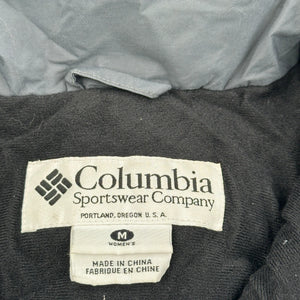 Columbia
Sportswear Company
PORTLAND, OREGON U.S.A.
M
WOMEN'S
MADE IN CHINA
FABRIQUE EN CHINE